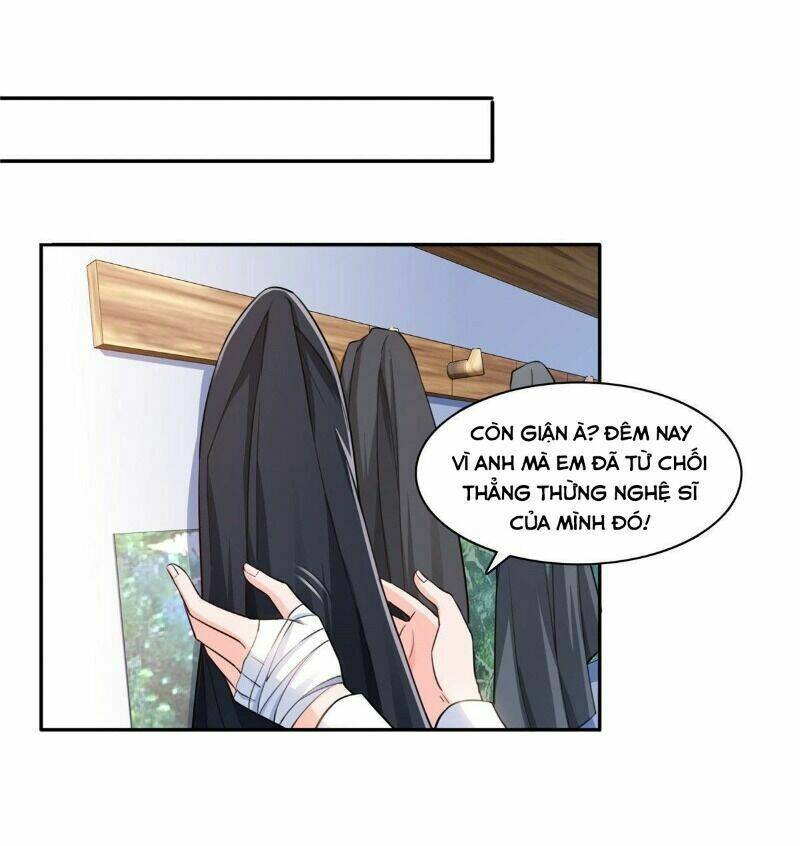 CÒN GIẬN À? ĐÊM NAY
VÌ ANH MÀ EM ĐÃ TỪ CHỐI
THẲNG THỪNG NGHỆ SĨ
CỦA MÌNH ĐÓ!